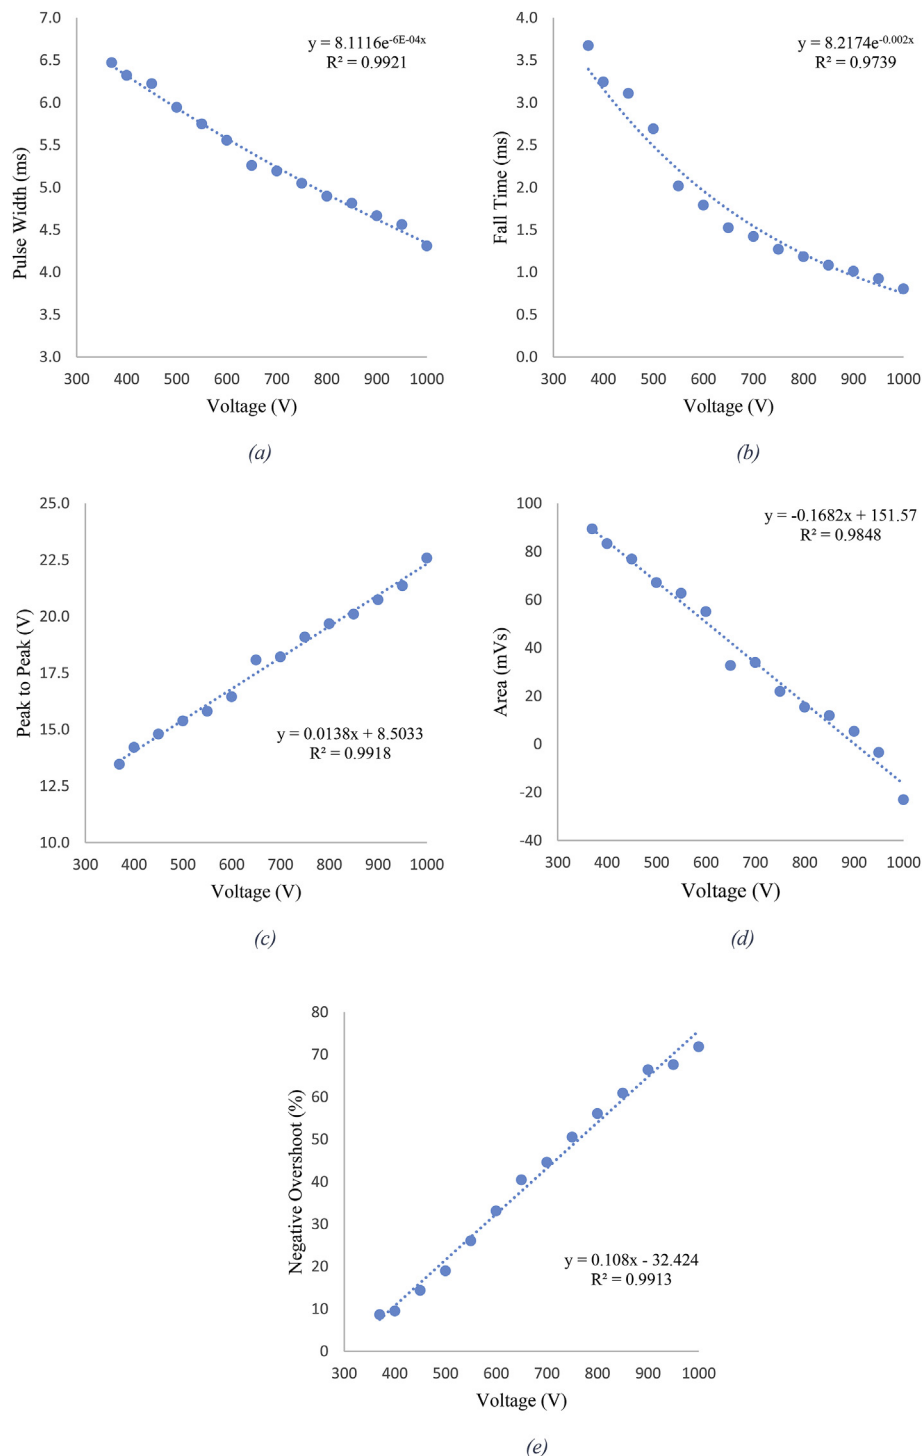 7.0
6.5
6.0
5.5
5.0
4.5
4.0
3.5
3.0
Pulse Width (ms)
y = 8.1116e-6E-04x
R² = 0.9921
300 400 500 600 700 800 900 1000
Voltage (V)
(a)
4.0
3.5
3.0
2.5
2.0
1.5
1.0
0.5
0.0
Fall Time (ms)
y = 8.2174e-0.002x
R² = 0.9739
300 400 500 600 700 800 900 1000
Voltage (V)
(b)
25.0
22.5
20.0
17.5
15.0
12.5
10.0
Peak to Peak (V)
y = 0.0138x + 8.5033
R² = 0.9918
300 400 500 600 700 800 900 1000
Voltage (V)
(c)
100
80
60
40
20
0
-20
-40
Area (mVs)
y = -0.1682x + 151.57
R² = 0.9848
300 400 500 600 700 800 900 1000
Voltage (V)
(d)
80
70
60
50
40
30
20
10
0
Negative Overshoot (%)
y = 0.108x - 32.424
R² = 0.9913
300 400 500 600 700 800 900 1000
Voltage (V)
(e)